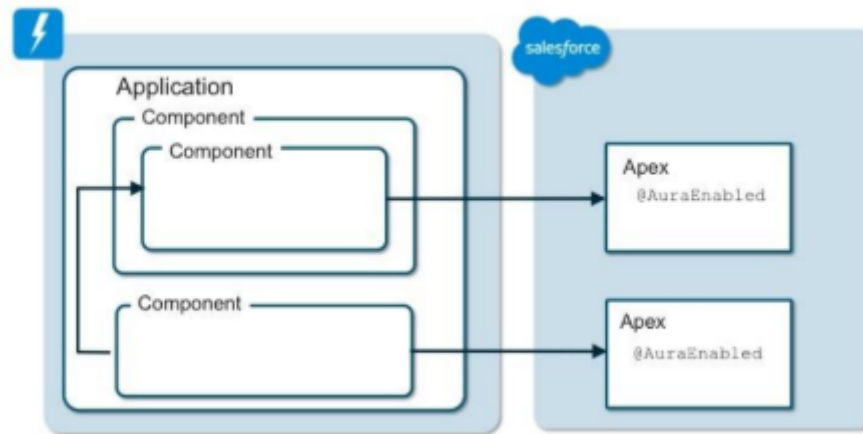 salesforce
Application
Component
Component
Component
Apex
@AuraEnabled
Apex
@AuraEnabled